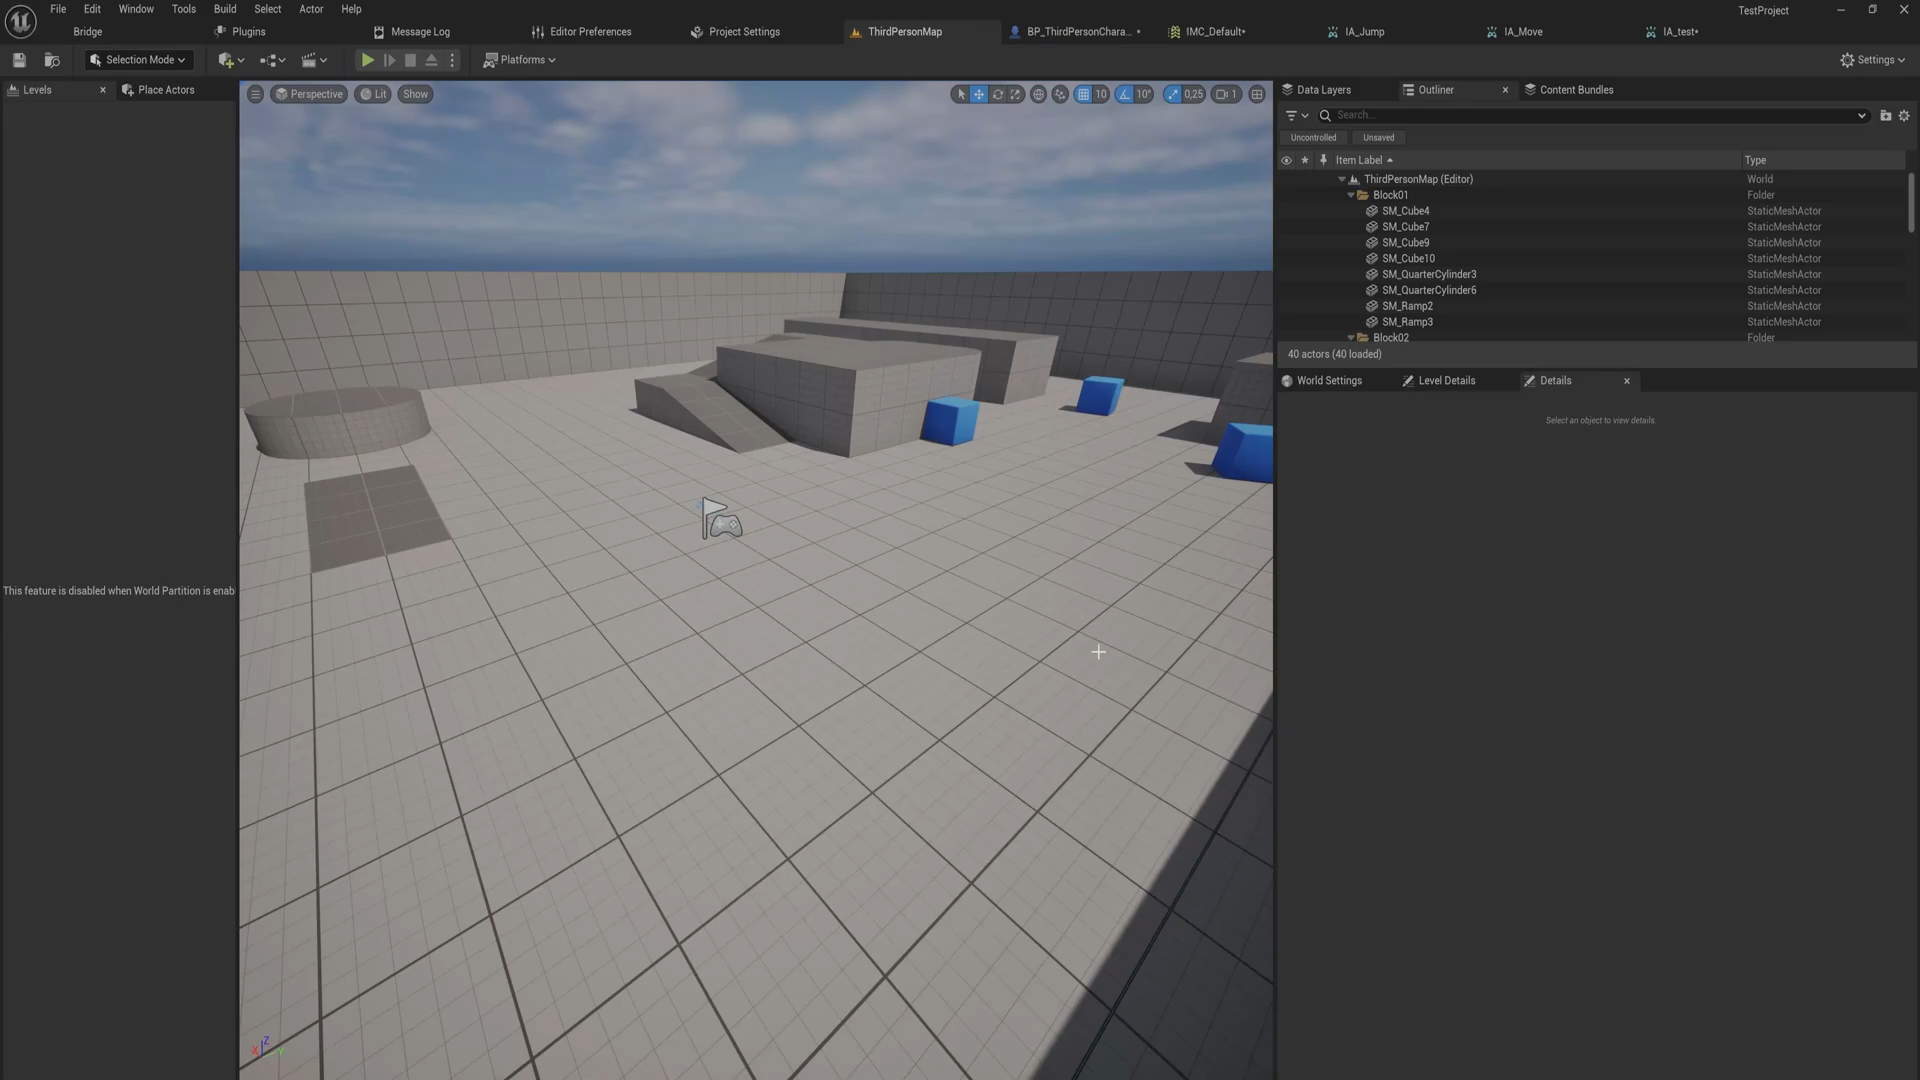 File Edit Window Tools Build Select Actor Help
TestProject
Bridge Plugins Message Log Editor Preferences Project Settings ThirdPersonMap BP_ThirdPersonChara... • IMC_Default* IA_Jump IA_Move IA_test*
Selection Mode Platforms Settings
Levels Place Actors
Perspective Lit Show 10 10° 0,25 1
Data Layers Outliner Content Bundles
Search...
Uncontrolled Unsaved
Item Label Type
ThirdPersonMap (Editor) World
Block01 Folder
SM_Cube4 StaticMeshActor
SM_Cube7 StaticMeshActor
SM_Cube9 StaticMeshActor
SM_Cube10 StaticMeshActor
SM_QuarterCylinder3 StaticMeshActor
SM_QuarterCylinder6 StaticMeshActor
SM_Ramp2 StaticMeshActor
SM_Ramp3 StaticMeshActor
Block02 Folder
40 actors (40 loaded)
World Settings Level Details Details
Select an object to view details.
This feature is disabled when World Partition is enab
Z
X Y